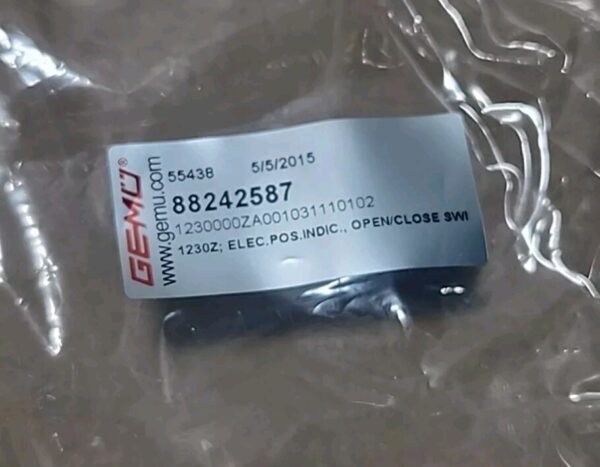 GEMÜ®
www.gemu.com
55438 5/5/2015
88242587
1230000ZA001031110102
1230Z; ELEC.POS.INDIC., OPEN/CLOSE SWI